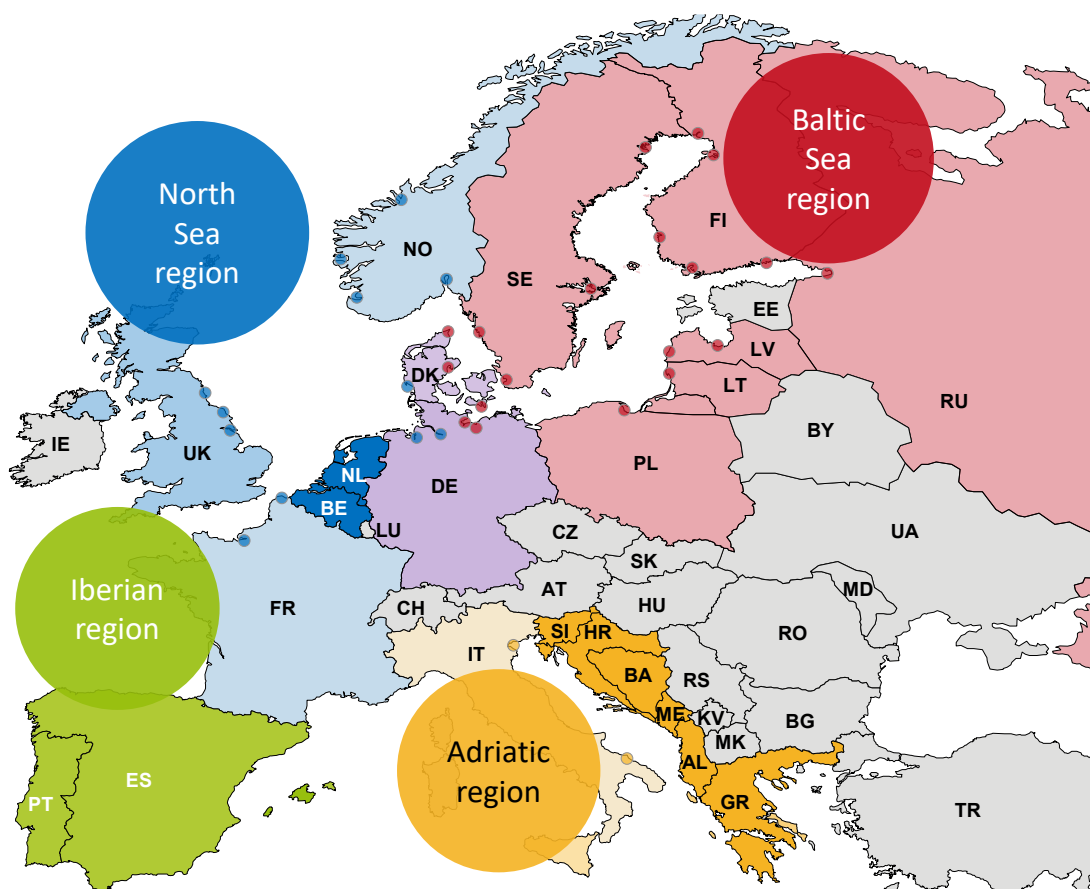 Baltic
Sea
region
North
Sea
region
NO
FI
SE
EE
DK
LV
LT
RU
IE
UK
BY
PL
NL
DE
BE
LU
CZ
UA
SK
Iberian
region
FR
CH
AT
HU
MD
RO
IT
SI
HR
BA
RS
ME
KV
BG
MK
AL
Adriatic
region
ES
PT
GR
TR